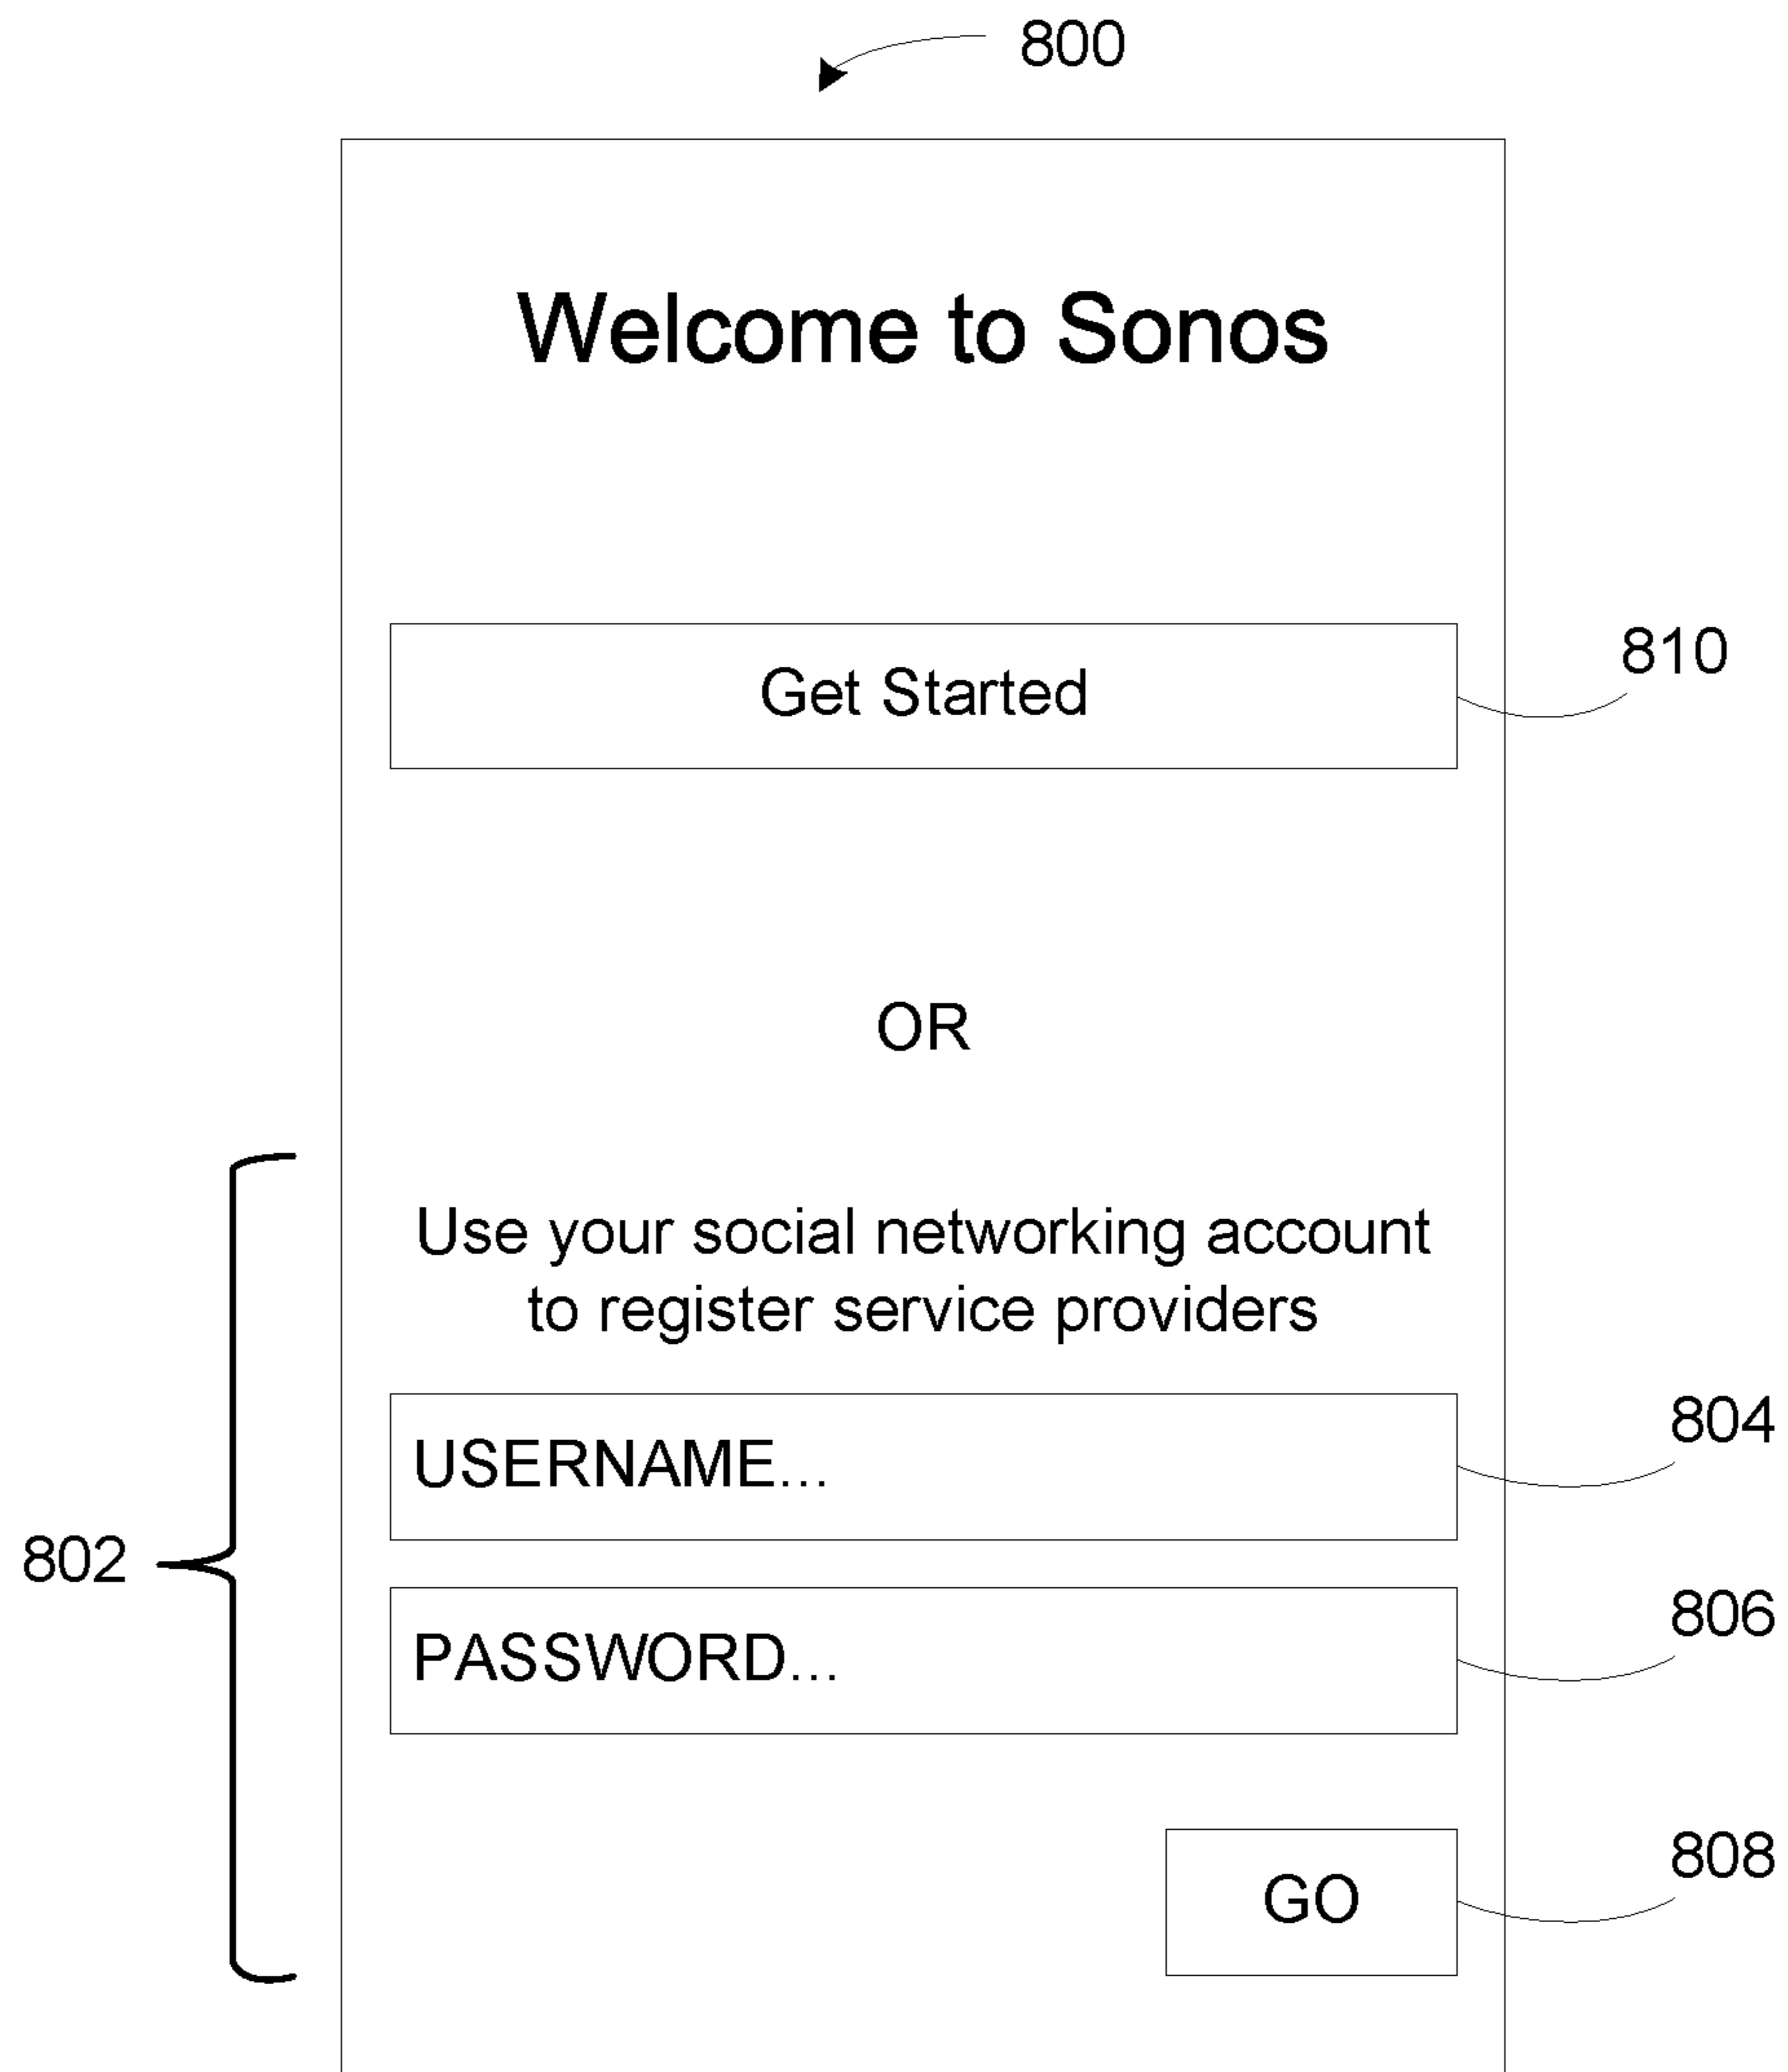 800
Welcome to Sonos
Get Started
810
OR
Use your social networking account
to register service providers
USERNAME...
804
802
PASSWORD...
806
GO
808